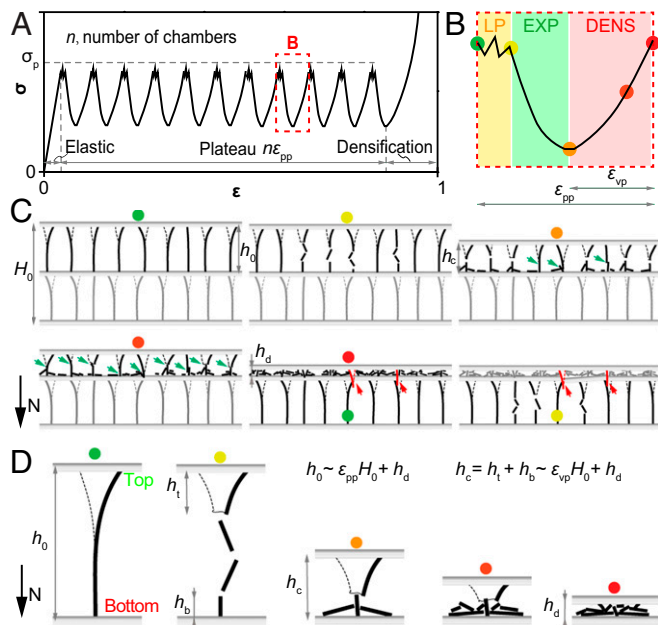 A
n, number of chambers
B
σp
σ
Elastic
Plateau nεpp
Densification
0
0
ε
1
B
LP
EXP
DENS
εvp
εpp
C
H0
h0
hc
hd
N
D
h0
Top
Bottom
N
ht
hb
h0 ~ εppH0 + hd
hc = ht + hb ~ εvpH0 + hd
hc
hd